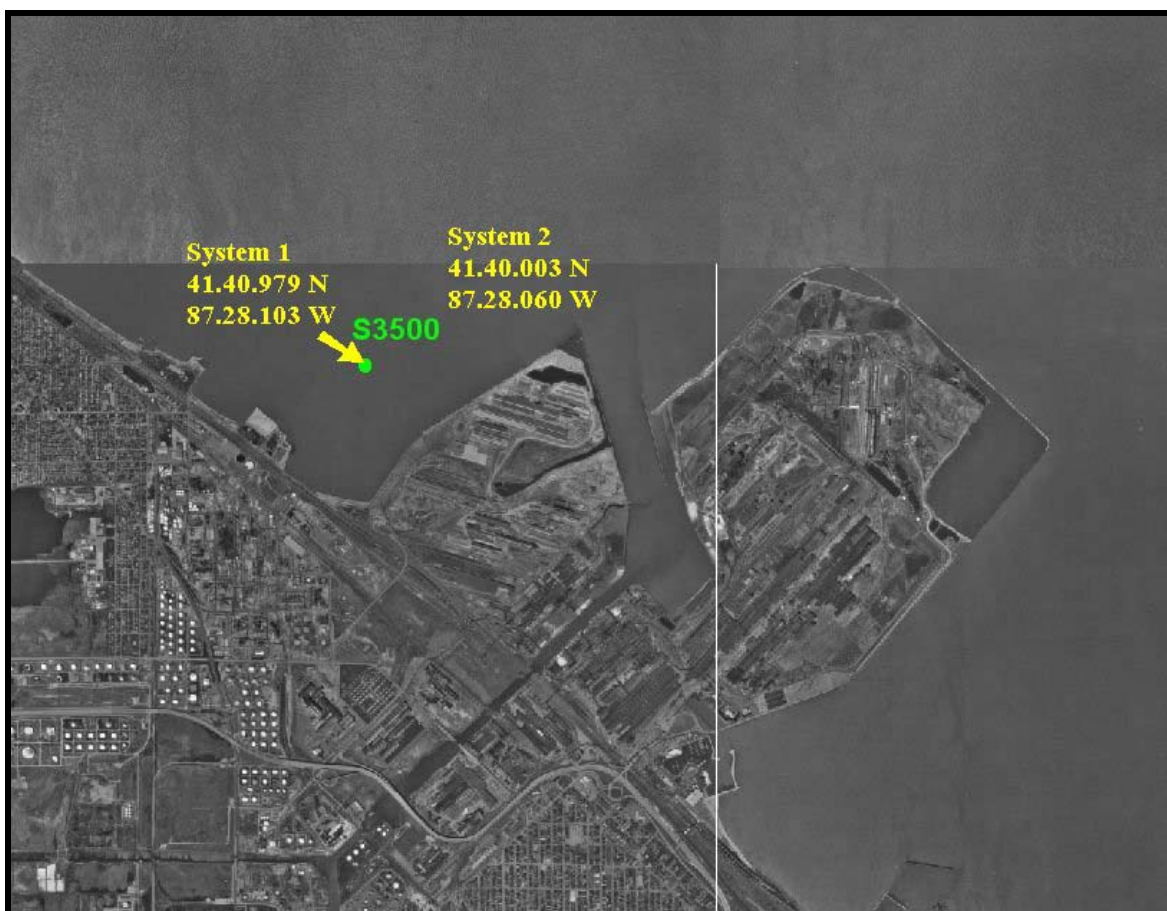 System 1
41.40.979 N
87.28.103 W
System 2
41.40.003 N
87.28.060 W
S3500